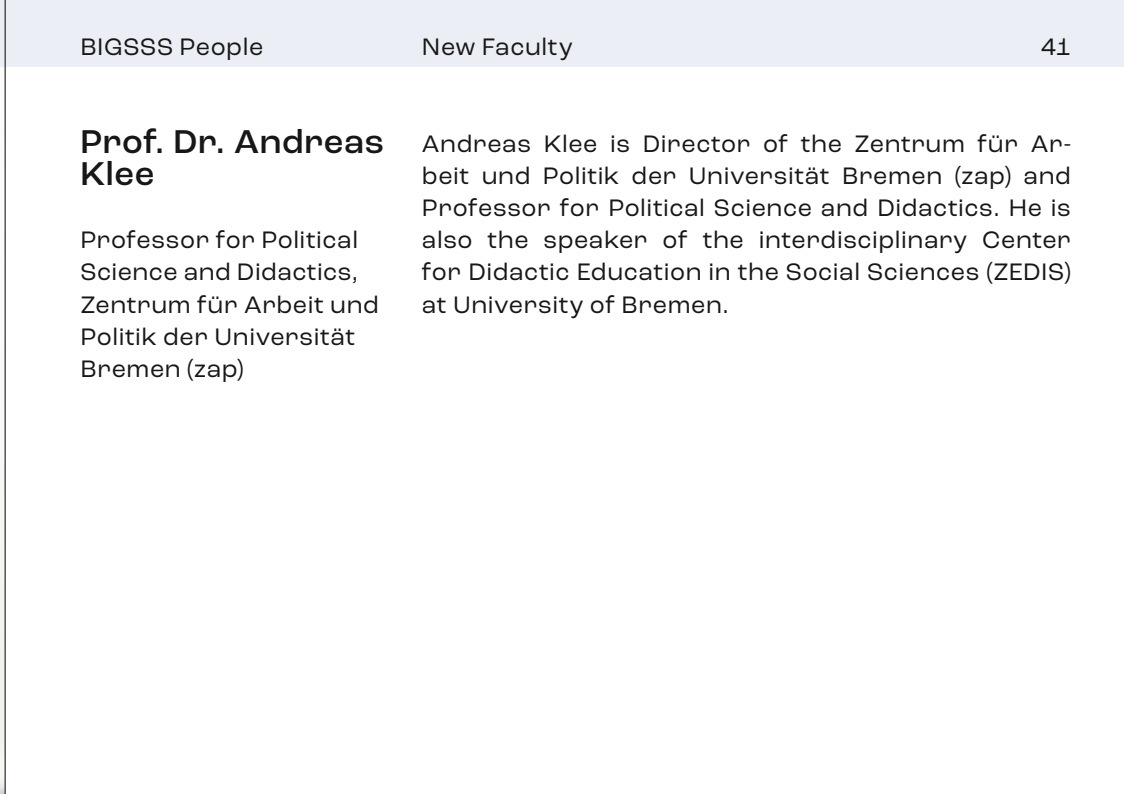 BIGSSS People
New Faculty
41
Prof. Dr. Andreas
Klee
Professor for Political
Science and Didactics,
Zentrum für Arbeit und
Politik der Universität
Bremen (zap)
Andreas Klee is Director of the Zentrum für Ar-
beit und Politik der Universität Bremen (zap) and
Professor for Political Science and Didactics. He is
also the speaker of the interdisciplinary Center
for Didactic Education in the Social Sciences (ZEDIS)
at University of Bremen.